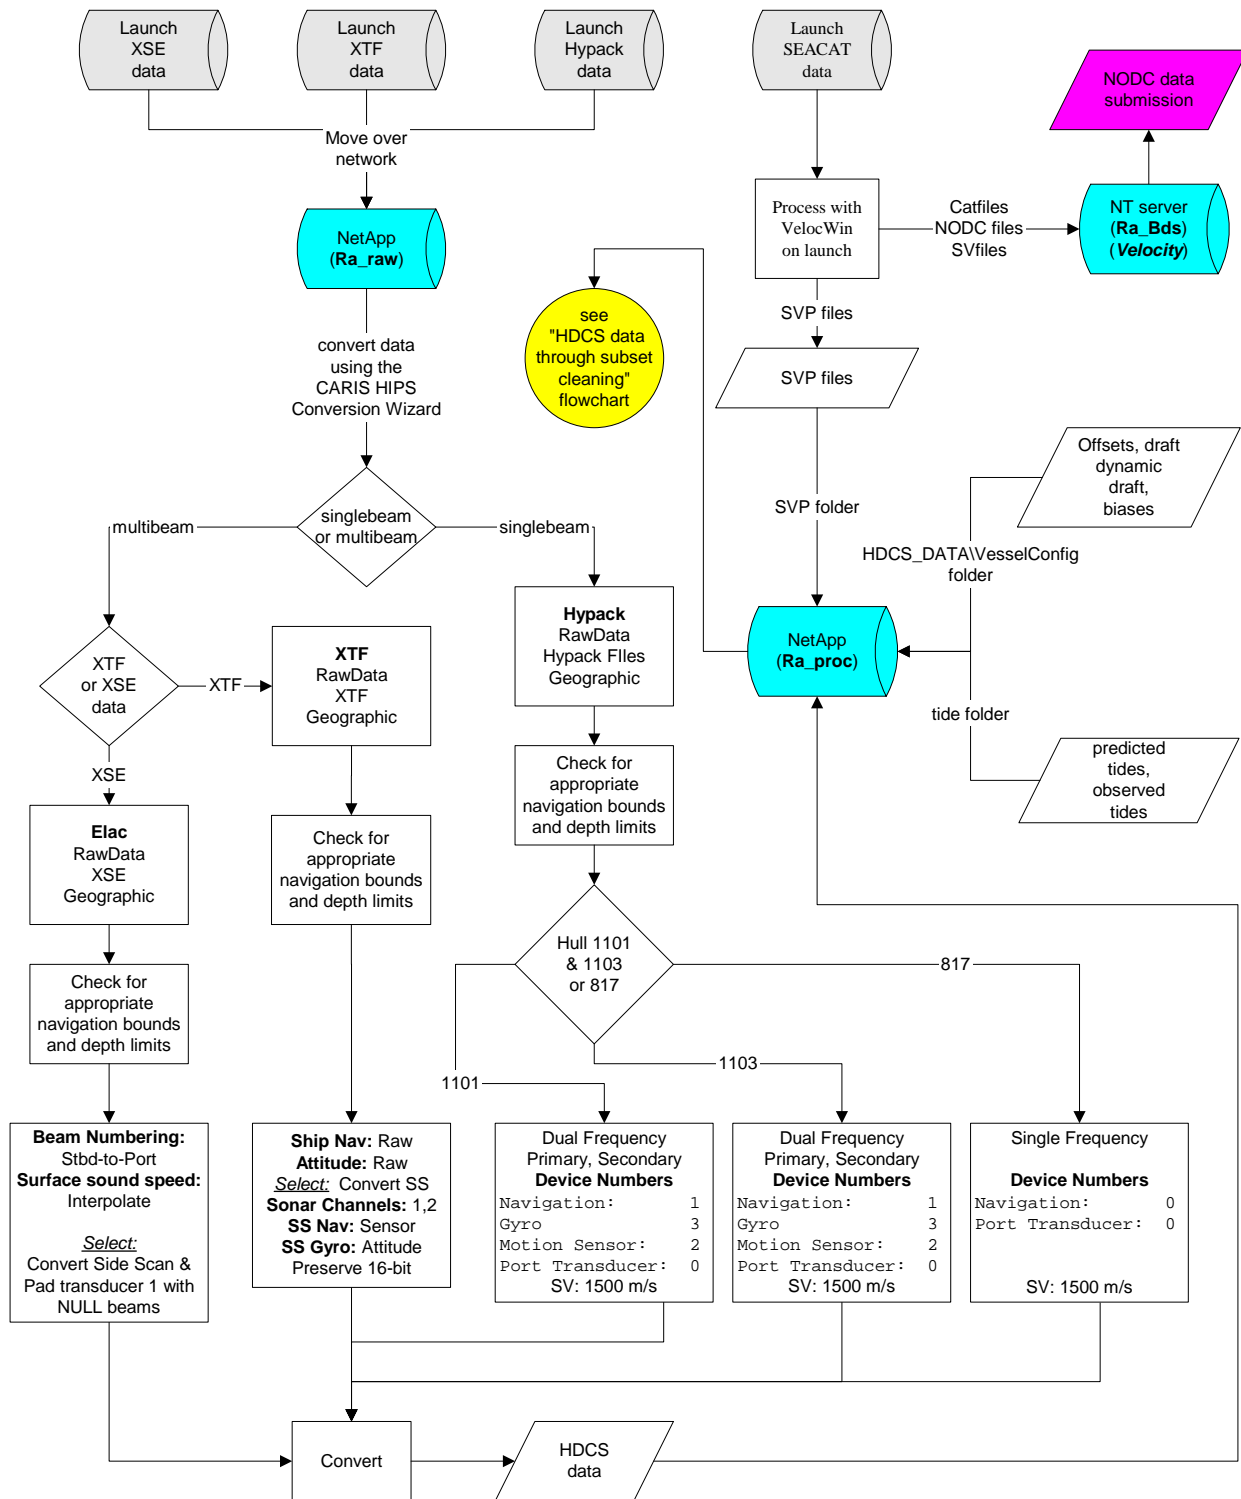 Launch
XSE
data
Launch
XTF
data
Launch
Hypack
data
Launch
SEACAT
data
NODC data
submission
Move over
network
Process with
VelocWin
on launch
Catfiles
NODC files
SVfiles
NT server
(Ra_Bds)
(Velocity)
NetApp
(Ra_raw)
see
"HDCS data
through subset
cleaning"
flowchart
SVP files
SVP files
convert data
using the
CARIS HIPS
Conversion Wizard
Offsets, draft
dynamic
draft,
biases
SVP folder
multibeam
singlebeam
or multibeam
singlebeam
HDCS_DATA\VesselConfig
folder
Hypack
RawData
Hypack FIles
Geographic
NetApp
(Ra_proc)
XTF
or XSE
data
XTF
XTF
RawData
XTF
Geographic
tide folder
predicted
tides,
observed
tides
XSE
Check for
appropriate
navigation bounds
and depth limits
Elac
RawData
XSE
Geographic
Check for
appropriate
navigation bounds
and depth limits
Hull 1101
& 1103
or 817
817
Check for
appropriate
navigation bounds
and depth limits
1103
1101
Beam Numbering:
Stbd-to-Port
Surface sound speed:
Interpolate
Select:
Convert Side Scan &
Pad transducer 1 with
NULL beams
Ship Nav: Raw
Attitude: Raw
Select: Convert SS
Sonar Channels: 1,2
SS Nav: Sensor
SS Gyro: Attitude
Preserve 16-bit
Dual Frequency
Primary, Secondary
Device Numbers
Navigation: 1
Gyro 3
Motion Sensor: 2
Port Transducer: 0
SV: 1500 m/s
Dual Frequency
Primary, Secondary
Device Numbers
Navigation: 1
Gyro 3
Motion Sensor: 2
Port Transducer: 0
SV: 1500 m/s
Single Frequency
Device Numbers
Navigation: 0
Port Transducer: 0
SV: 1500 m/s
Convert
HDCS
data